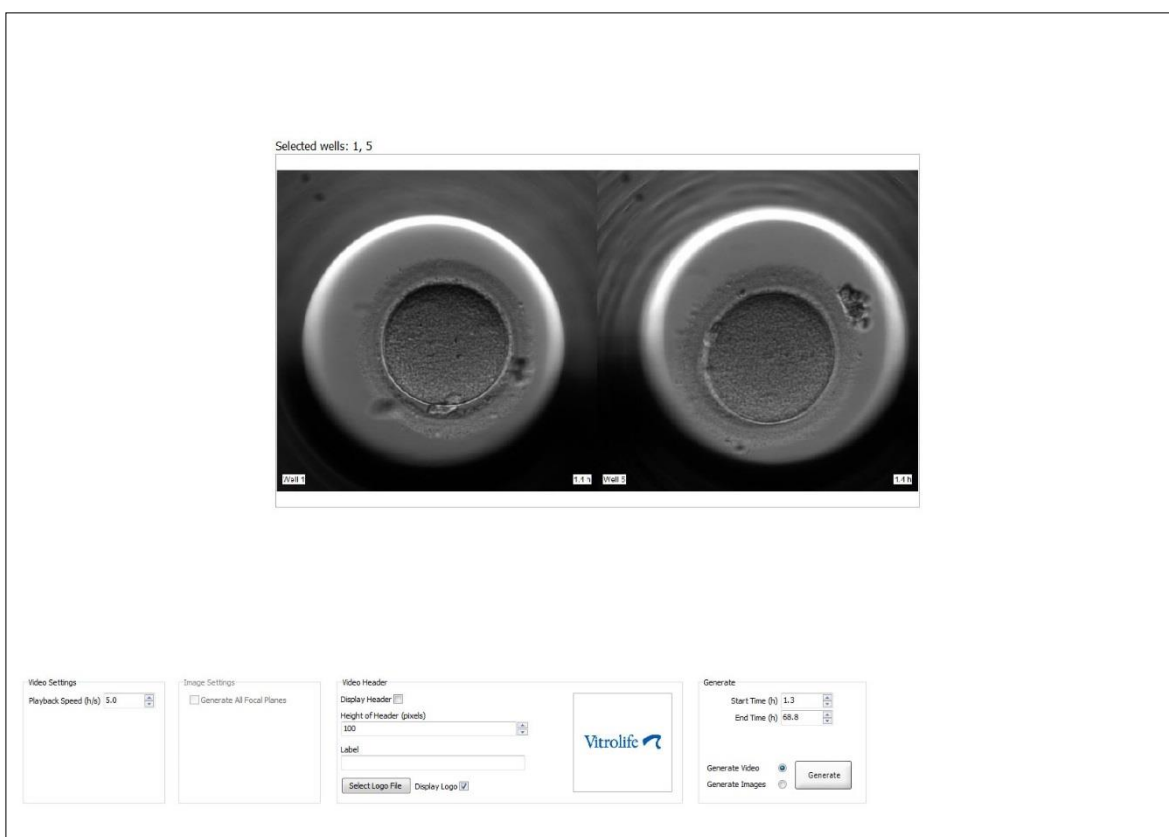 Selected wells: 1, 5
Well 1
1.4 h
Well 5
1.4 h
Video Settings
Playback Speed (h/s) 5.0
Image Settings
Generate All Focal Planes
Video Header
Display Header
Height of Header (pixels)
100
Label
Select Logo File Display Logo
Vitrolife
Generate
Start Time (h) 1.3
End Time (h) 68.8
Generate Video
Generate Images
Generate